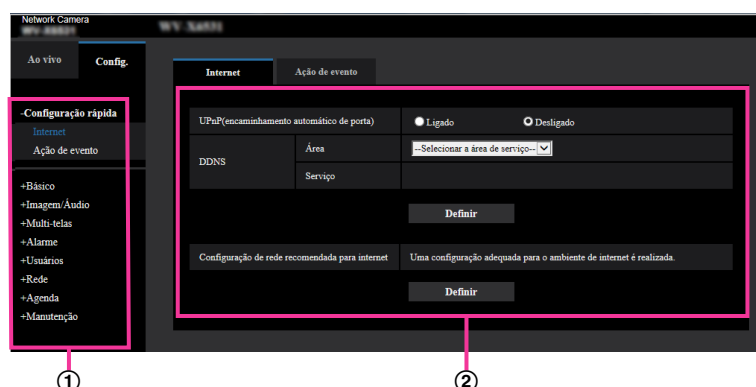 Network Camera
Ao vivo
Config.
-Configuração rápida
Internet
Ação de evento
+Básico
+Imagem/Áudio
+Multi-telas
+Alarme
+Usuários
+Rede
+Agenda
+Manutenção
Internet
Ação de evento
UPnP(encaminhamento automático de porta)
Ligado
Desligado
DDNS
Área
--Selecionar a área de serviço--
Serviço
Definir
Configuração de rede recomendada para internet
Uma configuração adequada para o ambiente de internet é realizada.
Definir
①
②